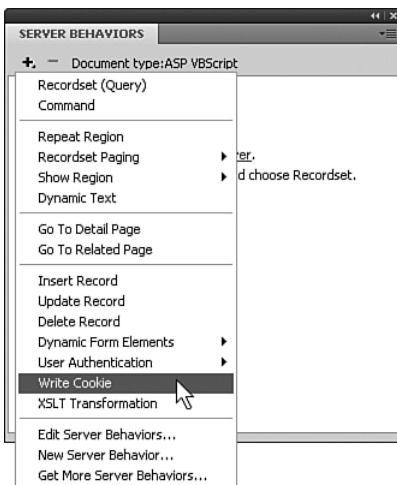 SERVER BEHAVIORS
Document type:ASP VBScript
Recordset (Query)
Command
Repeat Region
Recordset Paging
Show Region
d choose Recordset.
Dynamic Text
Go To Detail Page
Go To Related Page
Insert Record
Update Record
Delete Record
Dynamic Form Elements
User Authentication
Write Cookie
XSLT Transformation
Edit Server Behaviors...
New Server Behavior...
Get More Server Behaviors...